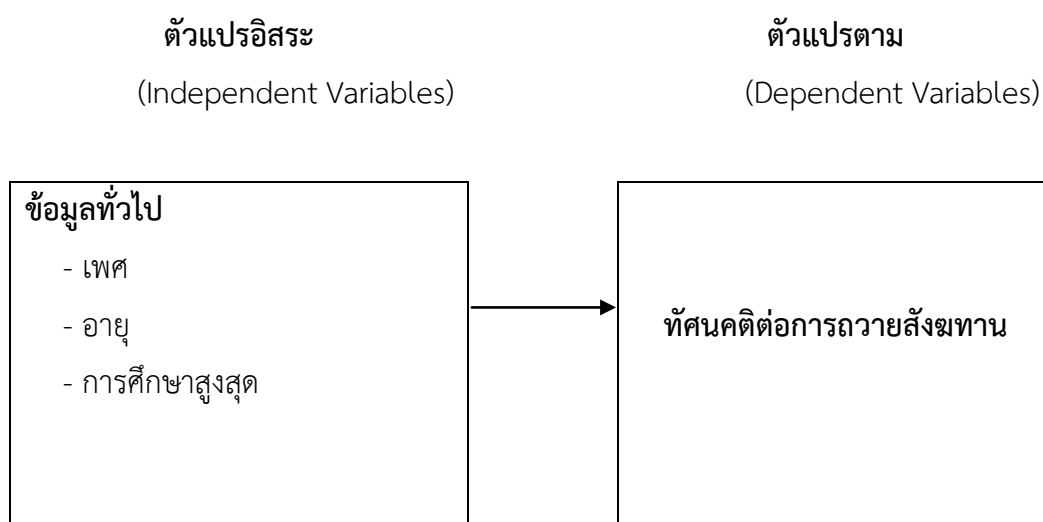 ตัวแปรอิสระ
(Independent Variables)
ตัวแปรตาม
(Dependent Variables)
ข้อมูลทั่วไป
- เพศ
- อายุ
- การศึกษาสูงสุด
ทัศนคติต่อการถวายสังฆทาน